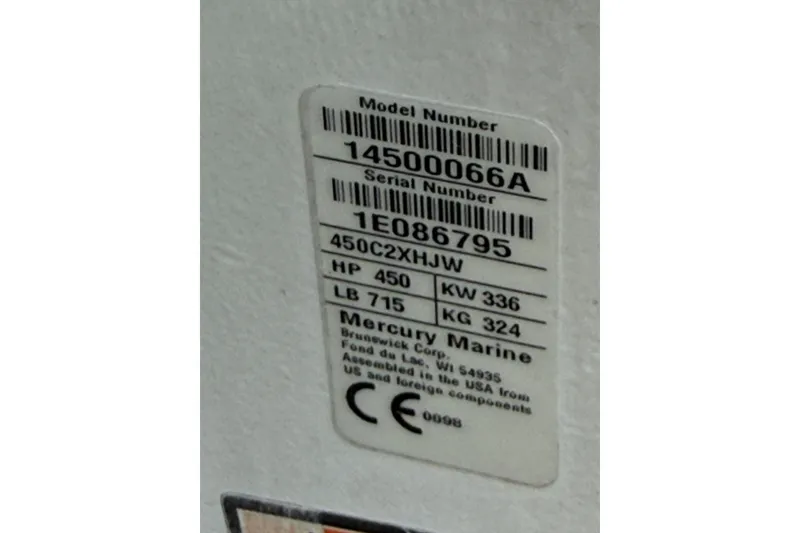 Model Number
14500066A
Serial Number
1E086795
450C2XHJW
HP 450 KW 336
LB 715 KG 324
Mercury Marine
Brunswick Corp.
Fond du Lac, WI 54935
Assembled in the USA from
US and foreign components
CE 0098